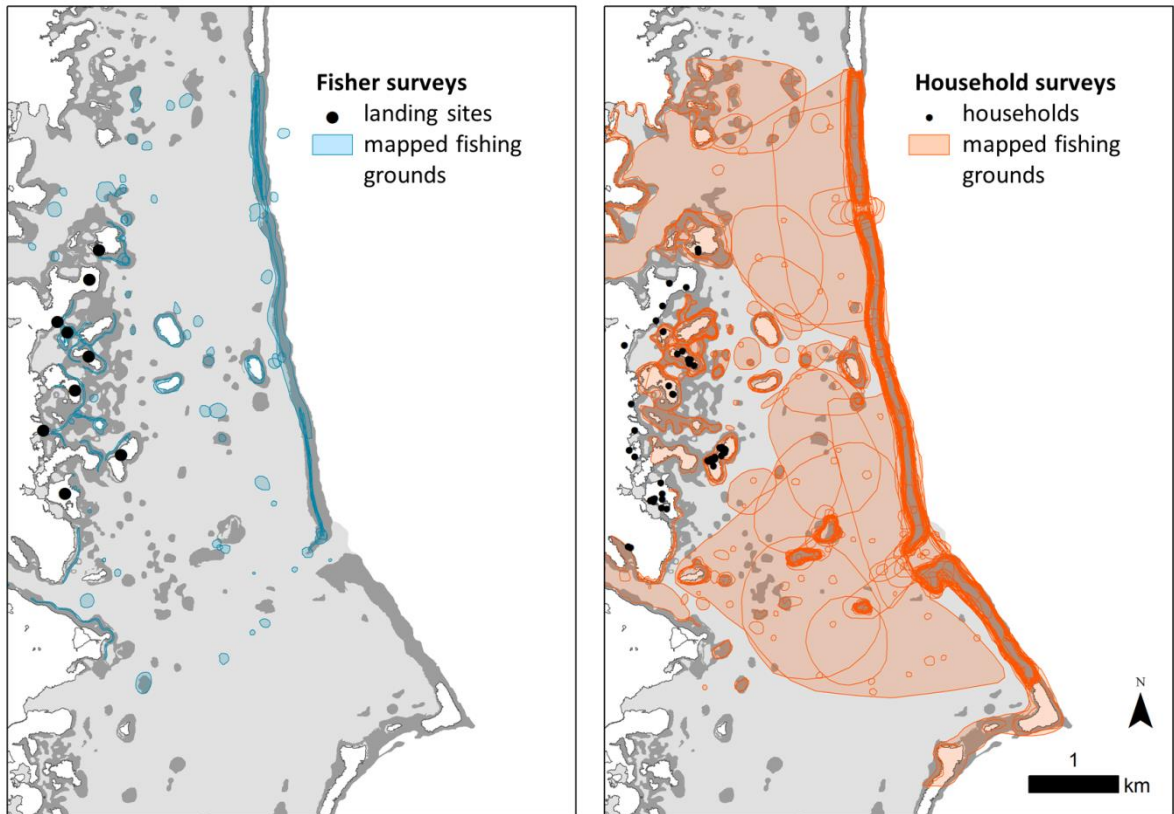 Fisher surveys
landing sites
mapped fishing
grounds
Household surveys
households
mapped fishing
grounds
N
1
km